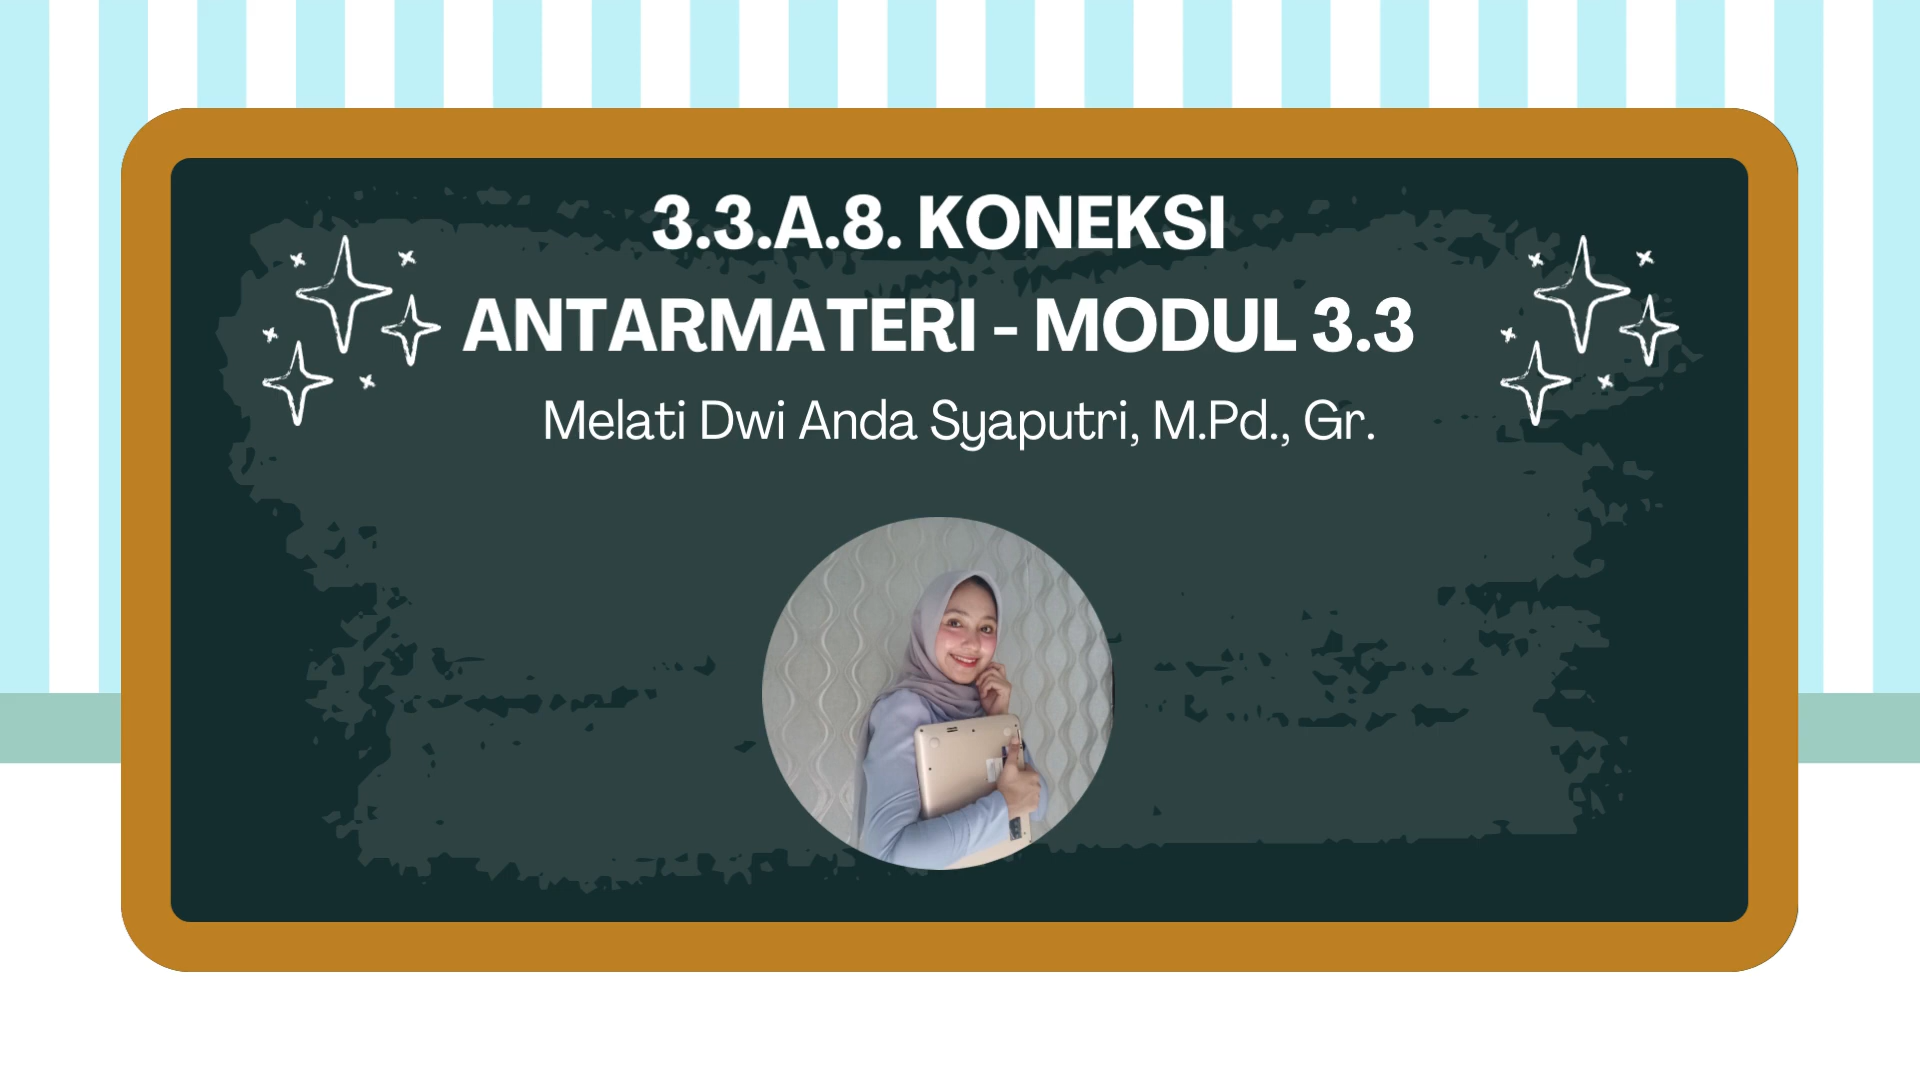 3.3.A.8. KONEKSI
ANTARMATERI - MODUL 3.3
Melati Dwi Anda Syaputri, M.Pd., Gr.